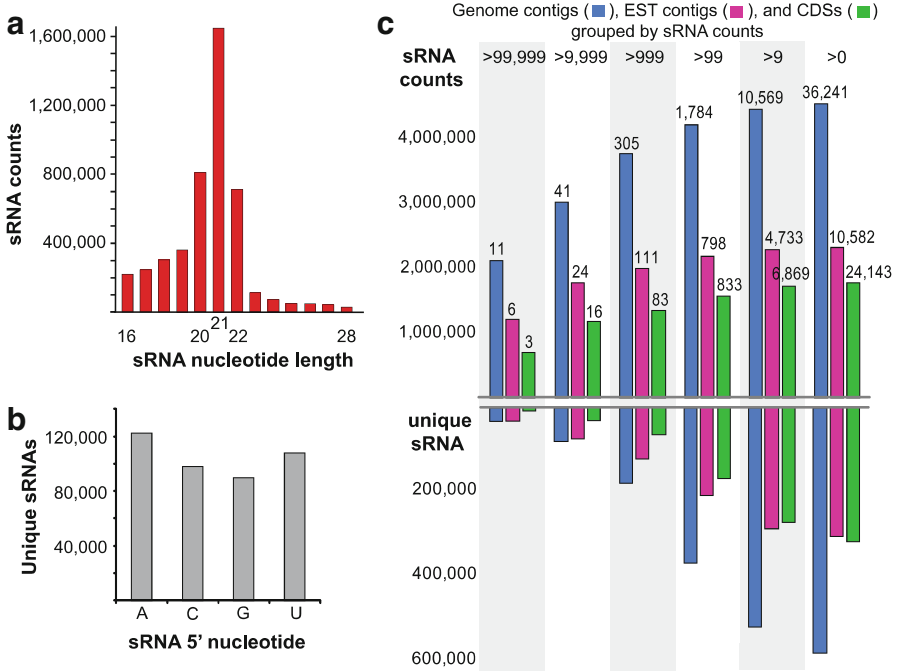 a
sRNA counts
1,600,000
1,200,000
800,000
400,000
16 20 21 22 28
sRNA nucleotide length
b
Unique sRNAs
120,000
80,000
40,000
A C G U
sRNA 5’ nucleotide
c
Genome contigs ( ), EST contigs ( ), and CDSs ( )
grouped by sRNA counts
sRNA
counts
>99,999 >9,999 >999 >99 >9 >0
4,000,000
3,000,000
2,000,000
1,000,000
11 6 3
41 24 16
305 111 83
1,784 798 833
10,569 4,733 6,869
36,241 10,582 24,143
unique
sRNA
200,000
400,000
600,000